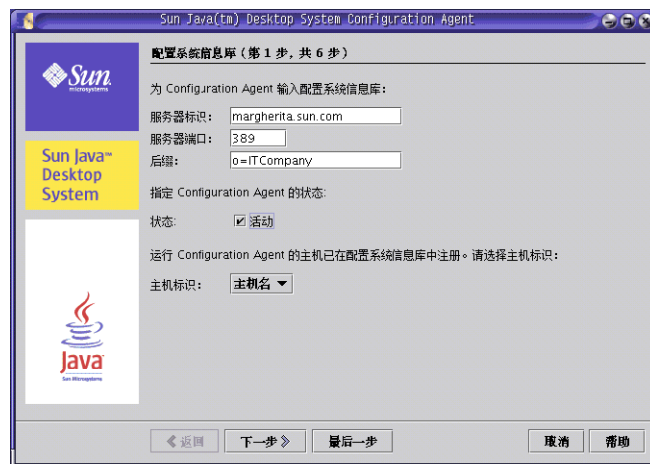 Sun Java(tm) Desktop System Configuration Agent
Sun
microsystems
Sun Java™
Desktop
System
Java
Sun Microsystems
配置系统信息库(第 1 步, 共 6 步)
为 Configuration Agent 输入配置系统信息库:
服务器标识: margherita.sun.com
服务器端口: 389
后缀: o=ITCompany
指定 Configuration Agent 的状态:
状态: 活动
运行 Configuration Agent 的主机已在配置系统信息库中注册。请选择主机标识:
主机标识: 主机名
返回 下一步 最后一步 取消 帮助